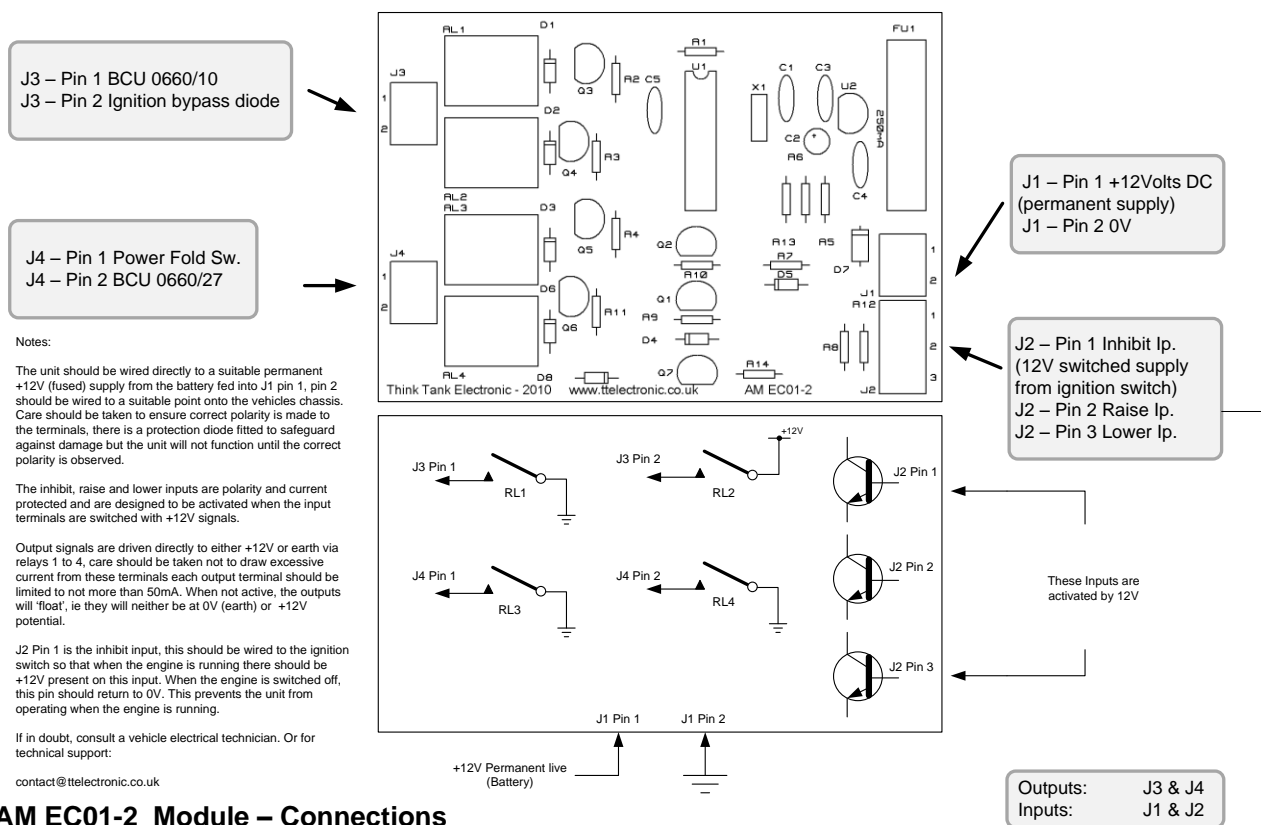 J3 – Pin 1 BCU 0660/10
J3 – Pin 2 Ignition bypass diode
J4 – Pin 1 Power Fold Sw.
J4 – Pin 2 BCU 0660/27
Notes:
The unit should be wired directly to a suitable permanent
+12V (fused) supply from the battery fed into J1 pin 1, pin 2
should be wired to a suitable point onto the vehicles chassis.
Care should be taken to ensure correct polarity is made to
the terminals, there is a protection diode fitted to safeguard
against damage but the unit will not function until the correct
polarity is observed.
The inhibit, raise and lower inputs are polarity and current
protected and are designed to be activated when the input
terminals are switched with +12V signals.
Output signals are driven directly to either +12V or earth via
relays 1 to 4, care should be taken not to draw excessive
current from these terminals each output terminal should be
limited to not more than 50mA. When not active, the outputs
will 'float', ie they will neither be at 0V (earth) or +12V
potential.
J2 Pin 1 is the inhibit input, this should be wired to the ignition
switch so that when the engine is running there should be
+12V present on this input. When the engine is switched off,
this pin should return to 0V. This prevents the unit from
operating when the engine is running.
If in doubt, consult a vehicle electrical technician. Or for
technical support:
contact@ttelectronic.co.uk
AM EC01-2 Module – Connections
RL1
D1
R1
FU1
J3
1
2
Q3
R2
C5
U1
X1
C1
C3
U2
250mA
D2
Q4
R3
C2
+
R6
C4
RL2
RL3
D3
Q5
R4
Q2
R10
R13
R7
D5
R5
D7
J4
1
2
D6
Q6
R11
Q1
R9
D4
J1
1
2
R12
R8
1
2
3
J2
RL4
D8
Q7
R14
Think Tank Electronic - 2010 www.ttelectronic.co.uk AM EC01-2
J1 – Pin 1 +12Volts DC
(permanent supply)
J1 – Pin 2 0V
J2 – Pin 1 Inhibit Ip.
(12V switched supply
from ignition switch)
J2 – Pin 2 Raise Ip.
J2 – Pin 3 Lower Ip.
J3 Pin 1
RL1
J3 Pin 2
+12V
RL2
J2 Pin 1
J4 Pin 1
RL3
J4 Pin 2
RL4
J2 Pin 2
J2 Pin 3
These Inputs are
activated by 12V
J1 Pin 1
J1 Pin 2
+12V Permanent live
(Battery)
Outputs: J3 & J4
Inputs: J1 & J2